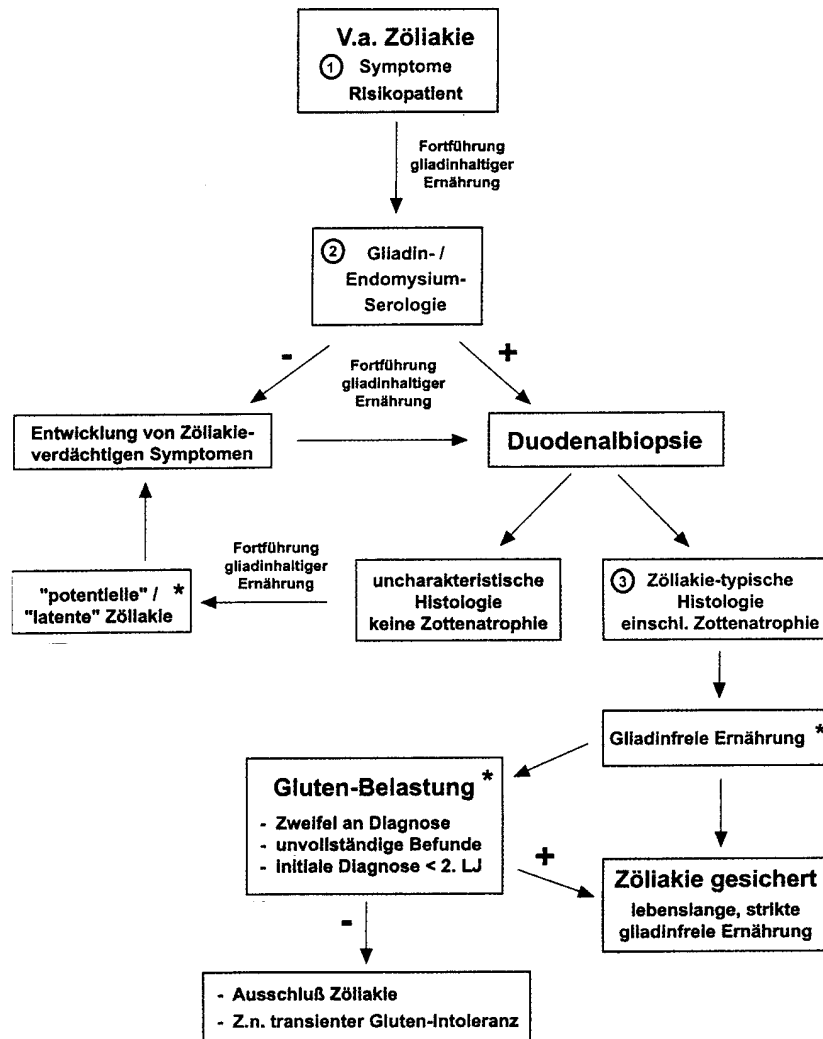 V.a. Zöliakie
1 Symptome
Risikopatient
Fortführung
gliadinhaltiger
Ernährung
2 Gliadin- /
Endomysium-
Serologie
-
+
Fortführung
gliadinhaltiger
Ernährung
Entwicklung von Zöliakie-
verdächtigen Symptomen
Duodenalbiopsie
Fortführung
gliadinhaltiger
Ernährung
"potentielle" / *
"latente" Zöliakie
uncharakteristische
Histologie
keine Zottenatrophie
3 Zöliakie-typische
Histologie
einschl. Zottenatrophie
Gliadinfreie Ernährung *
Gluten-Belastung *
- Zweifel an Diagnose
- unvollständige Befunde
- initiale Diagnose < 2. LJ
+
Zöliakie gesichert
lebenslange, strikte
gliadinfreie Ernährung
-
- Ausschluß Zöliakie
- Z.n. transienter Gluten-Intoleranz